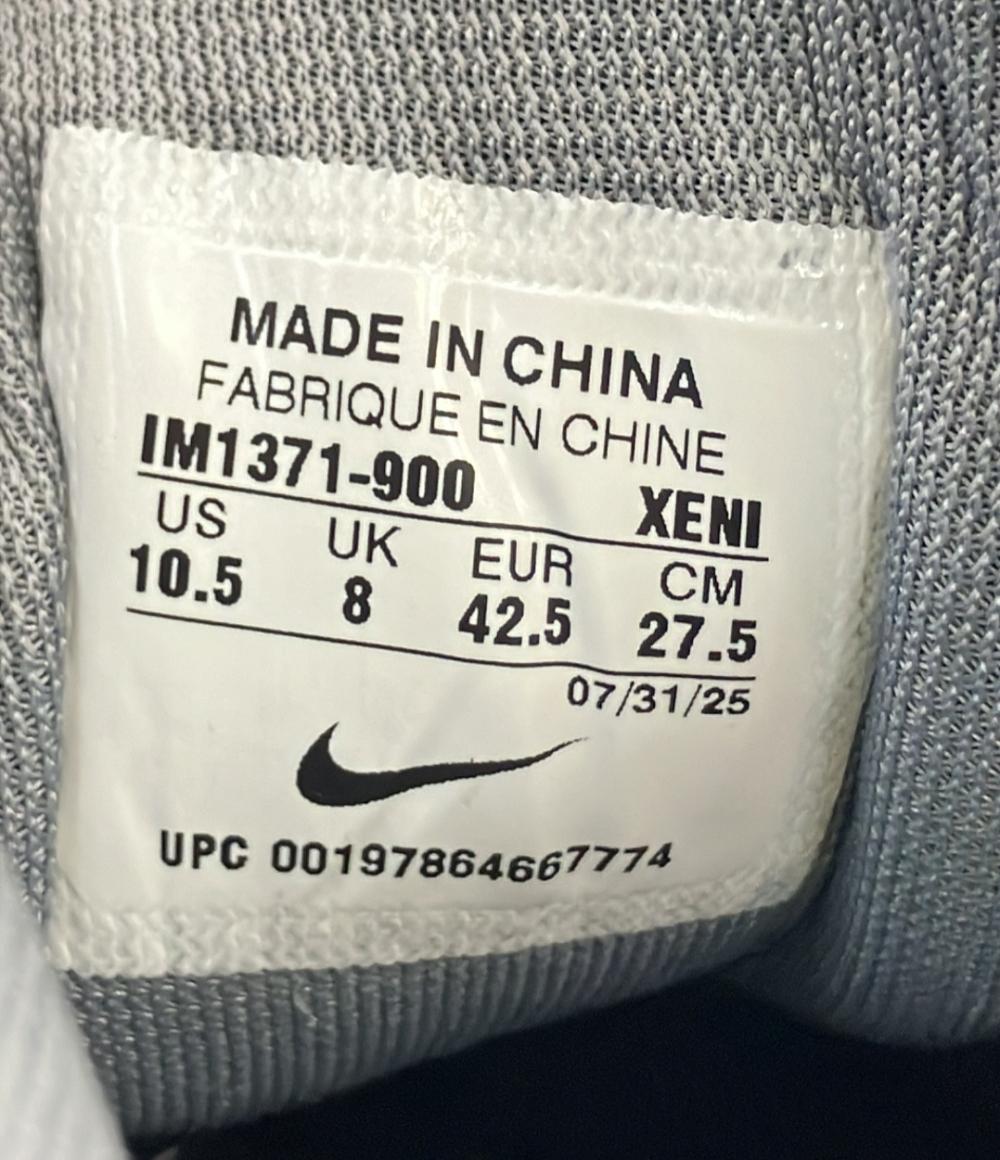 MADE IN CHINA
FABRIQUE EN CHINE
IM1371-900 XENI
US UK EUR CM
10.5 8 42.5 27.5
07/31/25
UPC 00197864667774